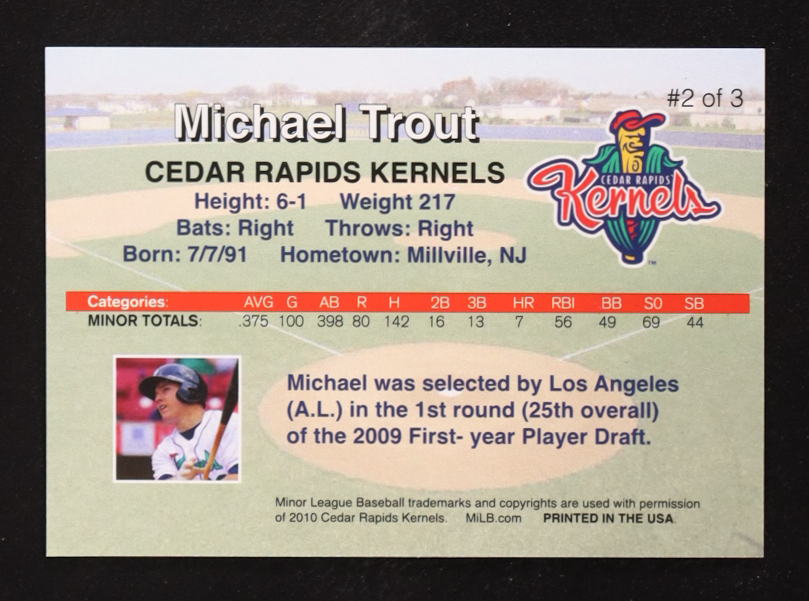 #2 of 3
Michael Trout
CEDAR RAPIDS KERNELS
CEDAR RAPIDS
Kernels
TM
Height: 6-1 Weight 217
Bats: Right Throws: Right
Born: 7/7/91 Hometown: Millville, NJ
Categories: AVG G AB R H 2B 3B HR RBI BB SO SB
MINOR TOTALS: .375 100 398 80 142 16 13 7 56 49 69 44
Michael was selected by Los Angeles
(A.L.) in the 1st round (25th overall)
of the 2009 First- year Player Draft.
Minor League Baseball trademarks and copyrights are used with permission
of 2010 Cedar Rapids Kernels. MiLB.com PRINTED IN THE USA.